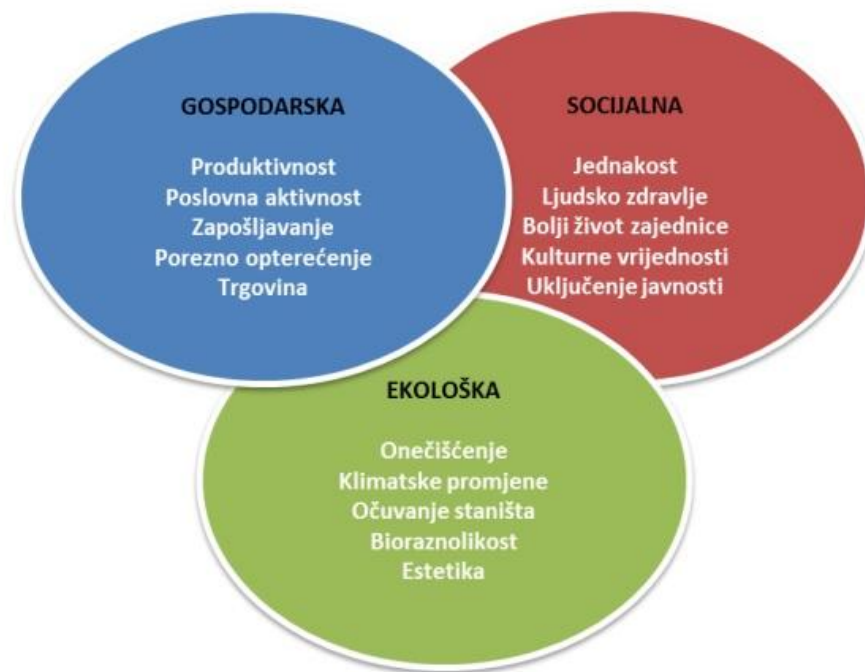 GOSPODARSKA
Produktivnost
Poslovna aktivnost
Zapošljavanje
Porezno opterećenje
Trgovina
SOCIJALNA
Jednakost
Ljudsko zdravlje
Bolji život zajednice
Kulturne vrijednosti
Uključenje javnosti
EKOLOŠKA
Onečišćenje
Klimatske promjene
Očuvanje staništa
Bioraznolikost
Estetika